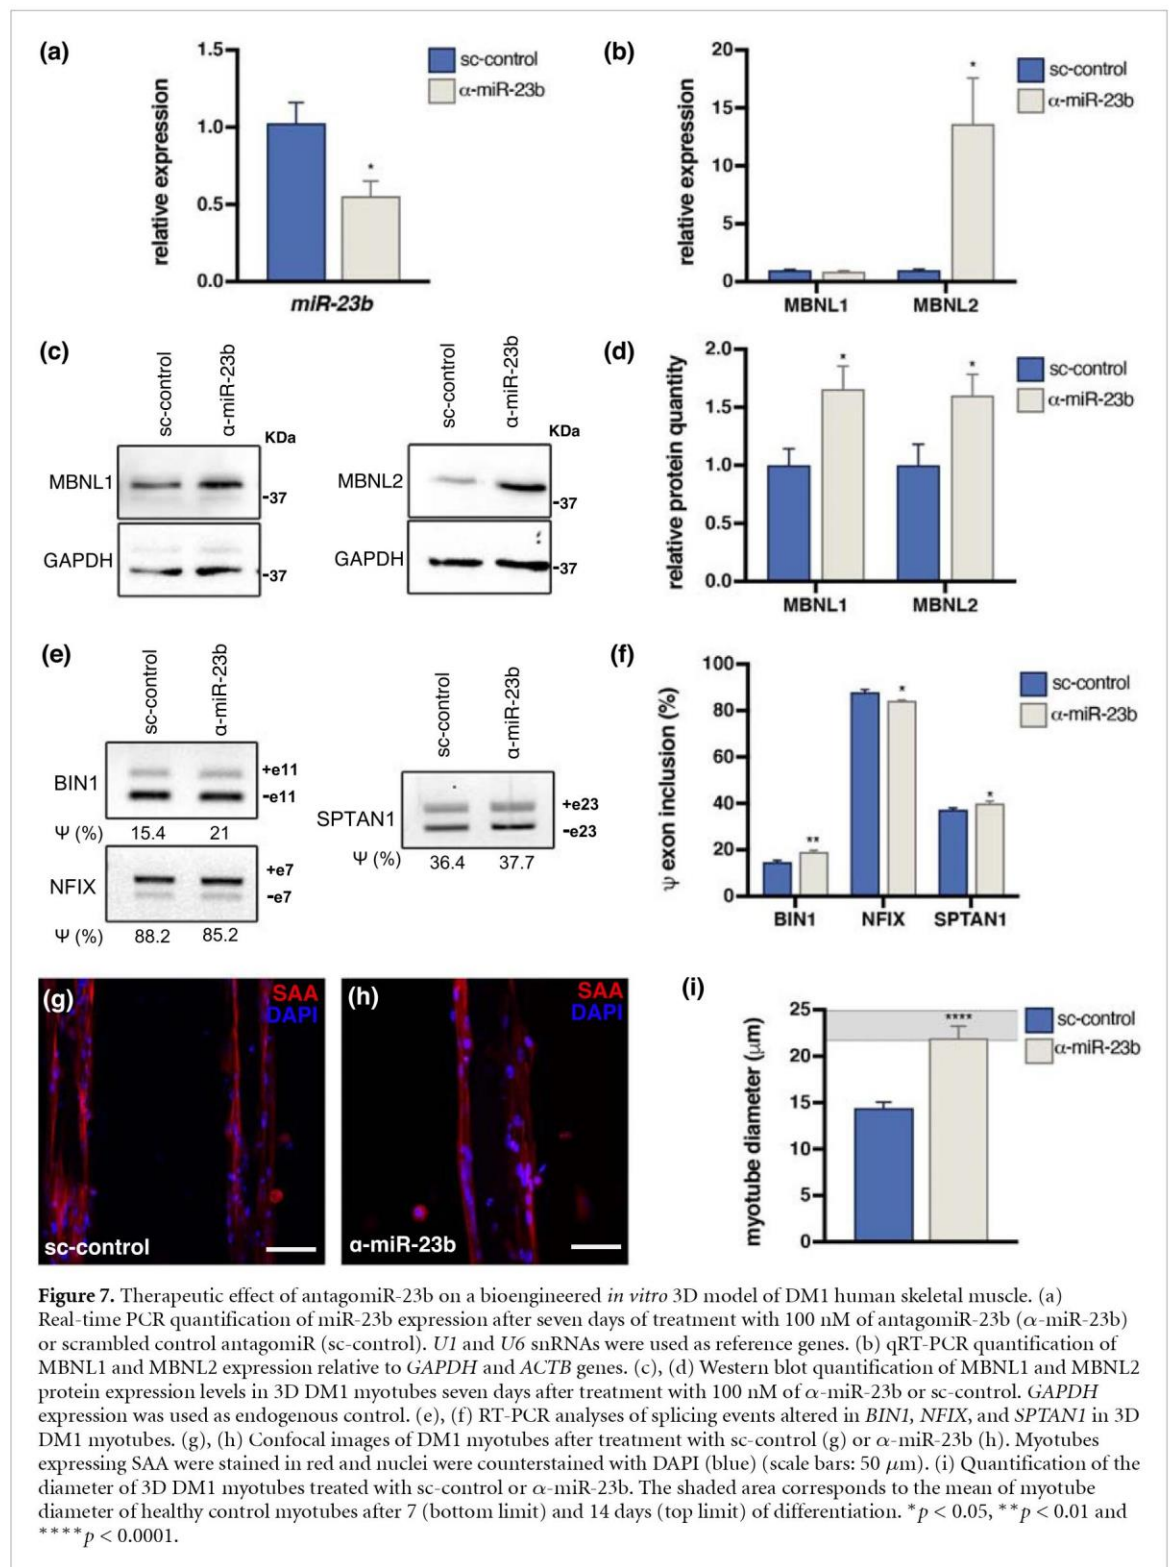 (a)
1.5
1.0
0.5
0.0
relative expression
sc-control
α-miR-23b
*
miR-23b
(b)
20
15
10
5
0
relative expression
sc-control
α-miR-23b
*
MBNL1
MBNL2
(c)
sc-control
α-miR-23b
KDa
MBNL1
-37
GAPDH
-37
sc-control
α-miR-23b
KDa
MBNL2
-37
GAPDH
-37
(d)
2.0
1.5
1.0
0.5
0.0
relative protein quantity
sc-control
α-miR-23b
*
*
MBNL1
MBNL2
(e)
sc-control
α-miR-23b
BIN1
+e11
-e11
Ψ (%)
15.4
21
NFIX
+e7
-e7
Ψ (%)
88.2
85.2
sc-control
α-miR-23b
SPTAN1
+e23
-e23
Ψ (%)
36.4
37.7
(f)
100
80
60
40
20
0
ψ exon inclusion (%)
sc-control
α-miR-23b
**
*
*
BIN1
NFIX
SPTAN1
(g)
SAA
DAPI
sc-control
(h)
SAA
DAPI
α-miR-23b
(i)
25
20
15
10
5
0
myotube diameter (μm)
sc-control
α-miR-23b
****
Figure 7. Therapeutic effect of antagomiR-23b on a bioengineered in vitro 3D model of DM1 human skeletal muscle. (a)
Real-time PCR quantification of miR-23b expression after seven days of treatment with 100 nM of antagomiR-23b (α-miR-23b)
or scrambled control antagomiR (sc-control). U1 and U6 snRNAs were used as reference genes. (b) qRT-PCR quantification of
MBNL1 and MBNL2 expression relative to GAPDH and ACTB genes. (c), (d) Western blot quantification of MBNL1 and MBNL2
protein expression levels in 3D DM1 myotubes seven days after treatment with 100 nM of α-miR-23b or sc-control. GAPDH
expression was used as endogenous control. (e), (f) RT-PCR analyses of splicing events altered in BIN1, NFIX, and SPTAN1 in 3D
DM1 myotubes. (g), (h) Confocal images of DM1 myotubes after treatment with sc-control (g) or α-miR-23b (h). Myotubes
expressing SAA were stained in red and nuclei were counterstained with DAPI (blue) (scale bars: 50 μm). (i) Quantification of the
diameter of 3D DM1 myotubes treated with sc-control or α-miR-23b. The shaded area corresponds to the mean of myotube
diameter of healthy control myotubes after 7 (bottom limit) and 14 days (top limit) of differentiation. *p < 0.05, **p < 0.01 and
****p < 0.0001.